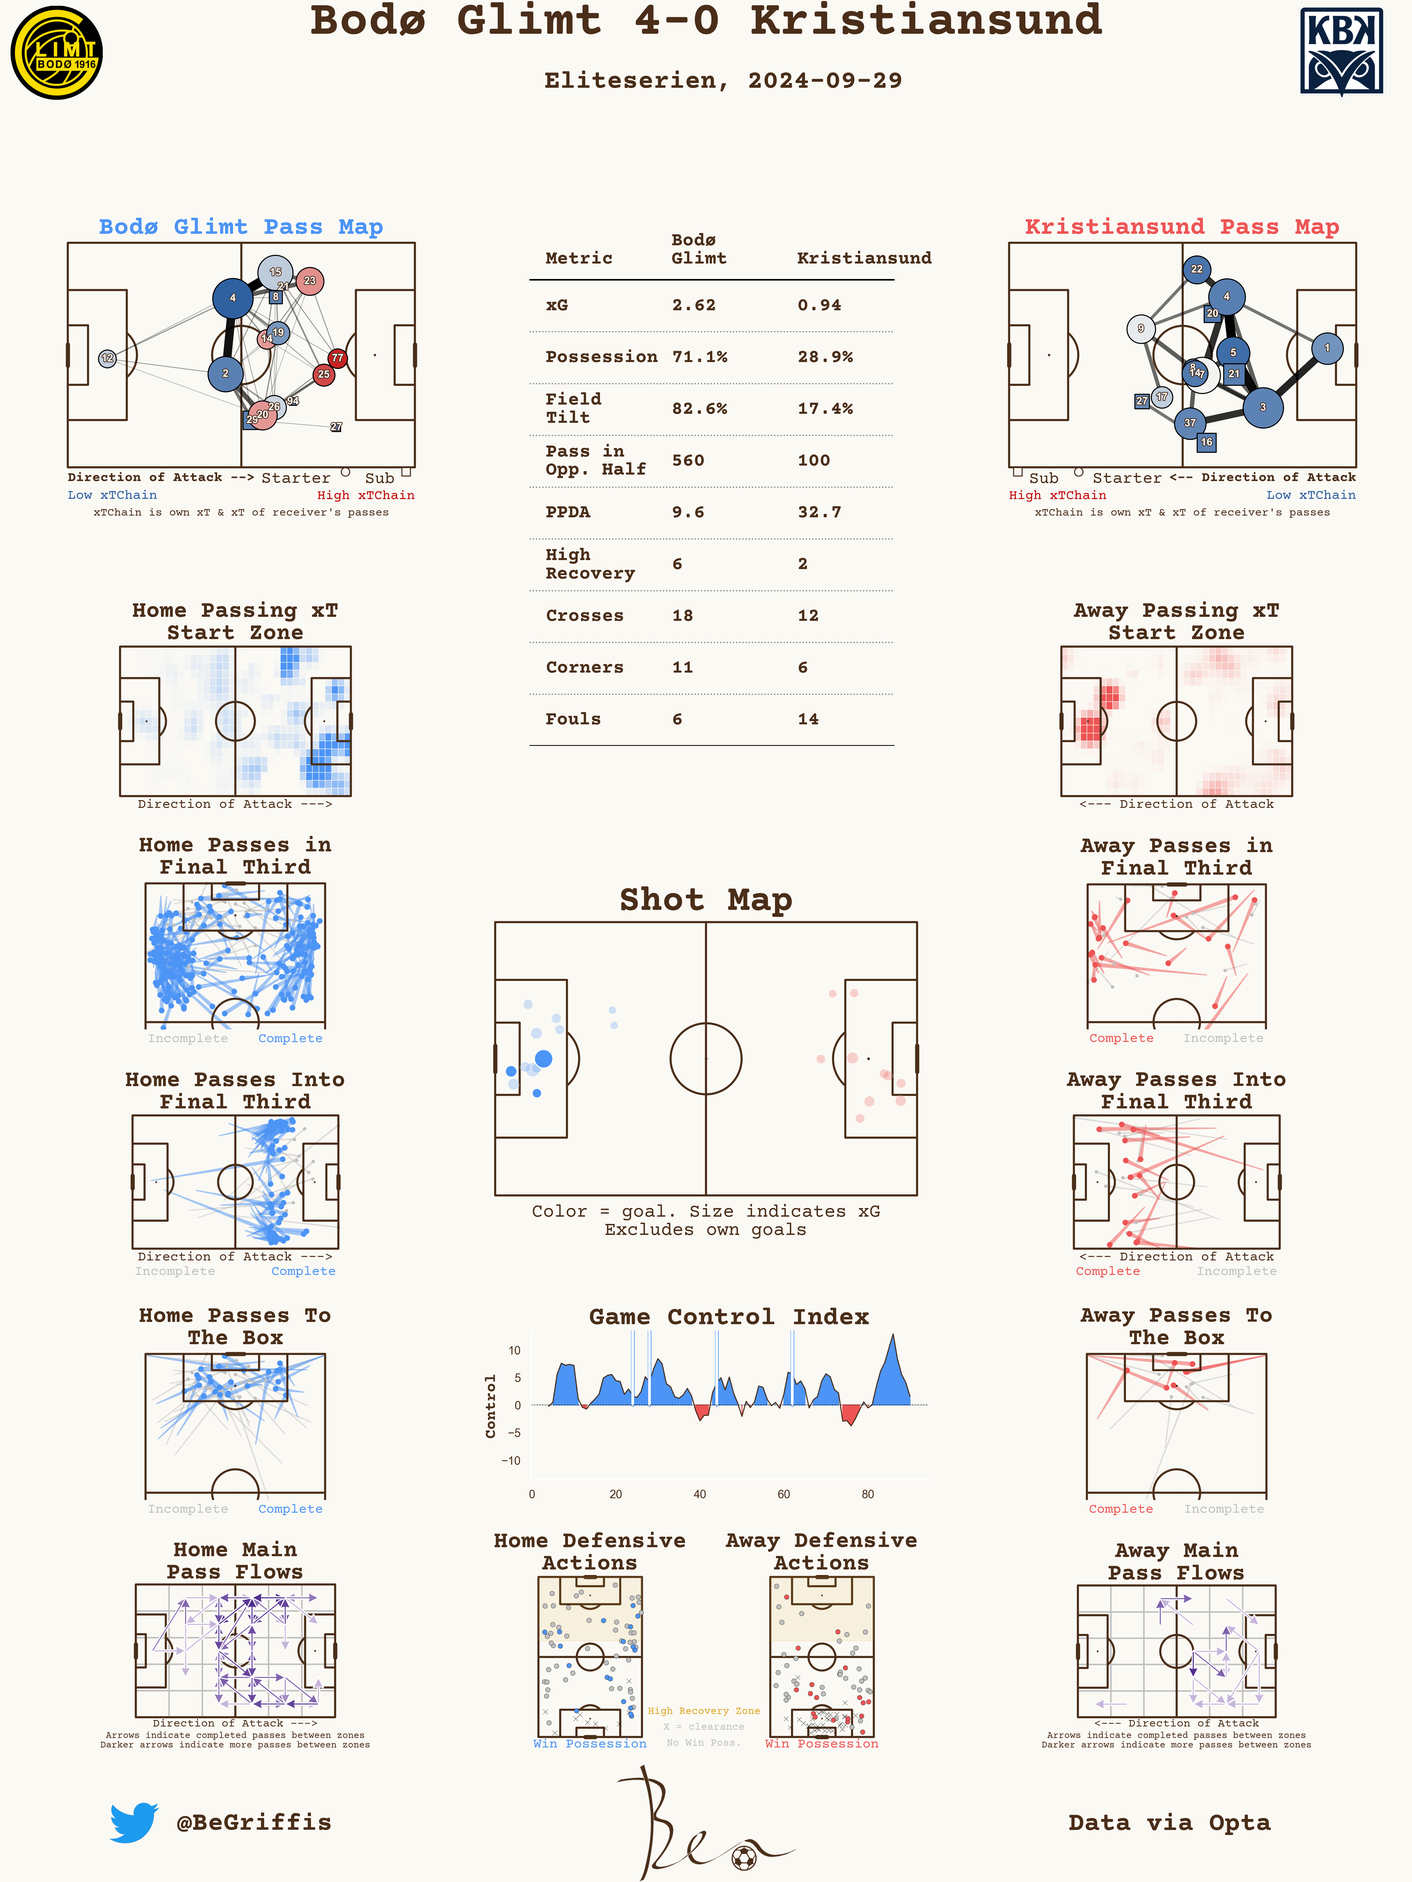 Bodø Glimt 4-0 Kristiansund
Eliteserien, 2024-09-29
LIMT
BODØ 1916
KBK
Bodø Glimt Pass Map
15
23
21
8
4
19
14
12
77
25
2
94
26
20
29
27
Direction of Attack --> Starter Sub
Low xTChain High xTChain
xTChain is own xT & xT of receiver's passes
Metric Bodø Glimt Kristiansund
xG 2.62 0.94
Possession 71.1% 28.9%
Field Tilt 82.6% 17.4%
Pass in Opp. Half 560 100
PPDA 9.6 32.7
High Recovery 6 2
Crosses 18 12
Corners 11 6
Fouls 6 14
Kristiansund Pass Map
22
4
20
9
5
1
8
14
7
21
27
17
3
37
16
Sub Starter <-- Direction of Attack
High xTChain Low xTChain
xTChain is own xT & xT of receiver's passes
Home Passing xT
Start Zone
Direction of Attack --->
Away Passing xT
Start Zone
<--- Direction of Attack
Home Passes in
Final Third
Incomplete Complete
Away Passes in
Final Third
Complete Incomplete
Shot Map
Color = goal. Size indicates xG
Excludes own goals
Home Passes Into
Final Third
Direction of Attack --->
Incomplete Complete
Away Passes Into
Final Third
<--- Direction of Attack
Complete Incomplete
Home Passes To
The Box
Incomplete Complete
Game Control Index
Control
10
5
0
−5
−10
0 20 40 60 80
Away Passes To
The Box
Complete Incomplete
Home Main
Pass Flows
Direction of Attack --->
Arrows indicate completed passes between zones
Darker arrows indicate more passes between zones
Home Defensive
Actions
Win Possession
High Recovery Zone
X = clearance
No Win Poss.
Away Defensive
Actions
Win Possession
Away Main
Pass Flows
<--- Direction of Attack
Arrows indicate completed passes between zones
Darker arrows indicate more passes between zones
@BeGriffis
Ben
Data via Opta